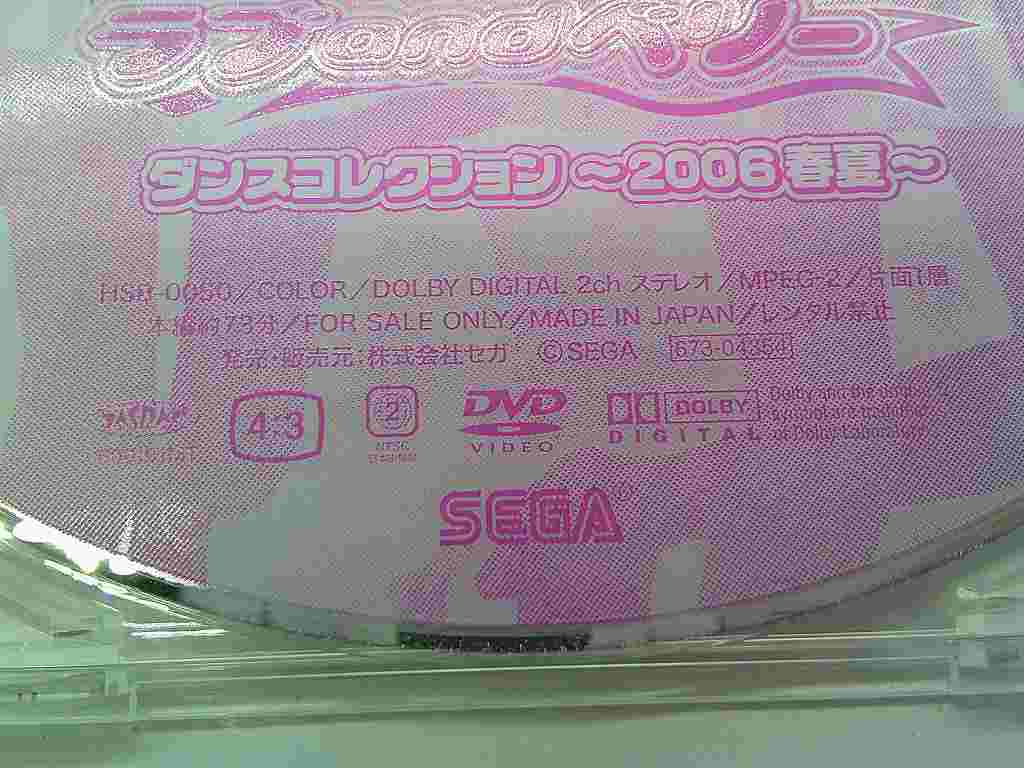 ラブandベリー
ダンスコレクション～2006春夏～
HSB-0050／COLOR／DOLBY DIGITAL 2ch ステレオ／MPEG-2／片面1層
本編約73分／FOR SALE ONLY／MADE IN JAPAN／レンタル禁止
発売・販売元：株式会社セガ ©SEGA 673-04354
4:3
2
DVD
VIDEO
DOLBY
DIGITAL
SEGA